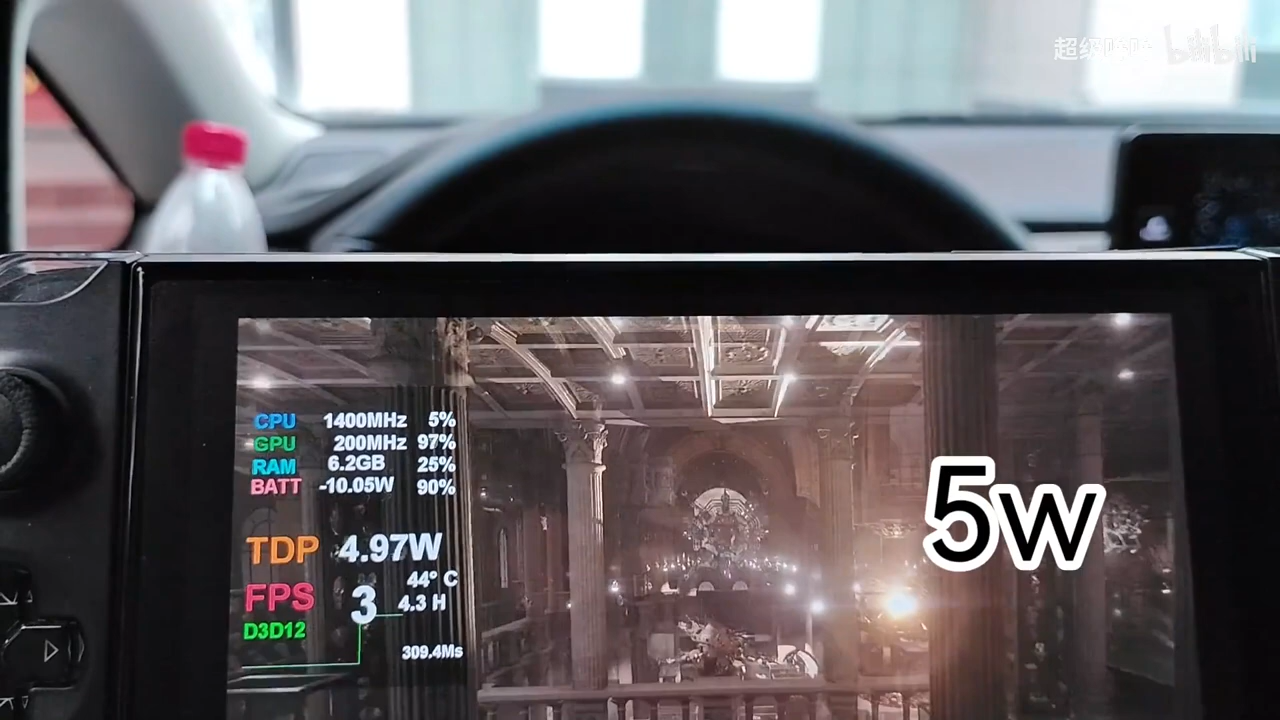 bilibili
CPU 1400MHz 5%
GPU 200MHz 97%
RAM 6.2GB 25%
BATT -10.05W 90%
TDP 4.97W
44° C
FPS 3 4.3 H
D3D12
309.4Ms
5w